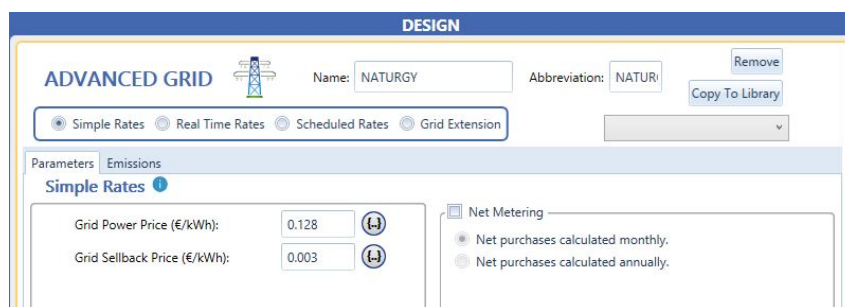 DESIGN
ADVANCED GRID
Name: NATURGY
Abbreviation: NATUR
Remove
Copy To Library
Simple Rates Real Time Rates Scheduled Rates Grid Extension
Parameters Emissions
Simple Rates
Grid Power Price (€/kWh): 0.128 {..}
Grid Sellback Price (€/kWh): 0.003 {..}
Net Metering
Net purchases calculated monthly.
Net purchases calculated annually.